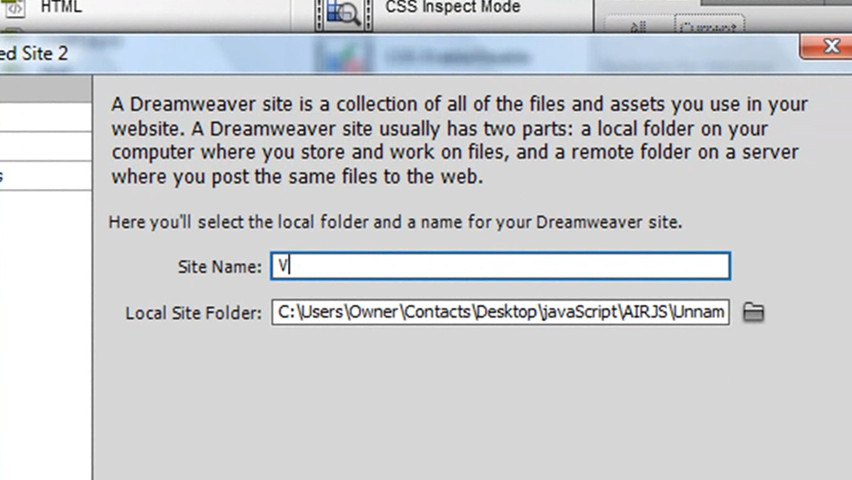 HTML
CSS Inspect Mode
All
Current
ed Site 2
A Dreamweaver site is a collection of all of the files and assets you use in your
website. A Dreamweaver site usually has two parts: a local folder on your
computer where you store and work on files, and a remote folder on a server
where you post the same files to the web.
Here you'll select the local folder and a name for your Dreamweaver site.
Site Name: V
Local Site Folder: C:\Users\Owner\Contacts\Desktop\javaScript\AIRJS\Unnam